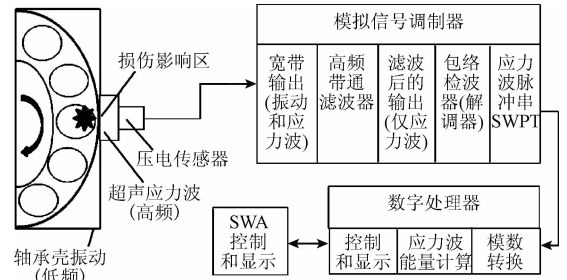 损伤影响区
压电传感器
超声应力波
(高频)
轴承壳振动
(低频)
模拟信号调制器
宽带
输出
(振动
和应
力波)
高频
带通
滤波器
滤波
后的
输出
(仅应
力波)
包络
检波
器(解
调器)
应力
波脉
冲串
SWPT
数字处理器
控制
和显示
应力波
能量计算
模数
转换
SWA
控制
和显示